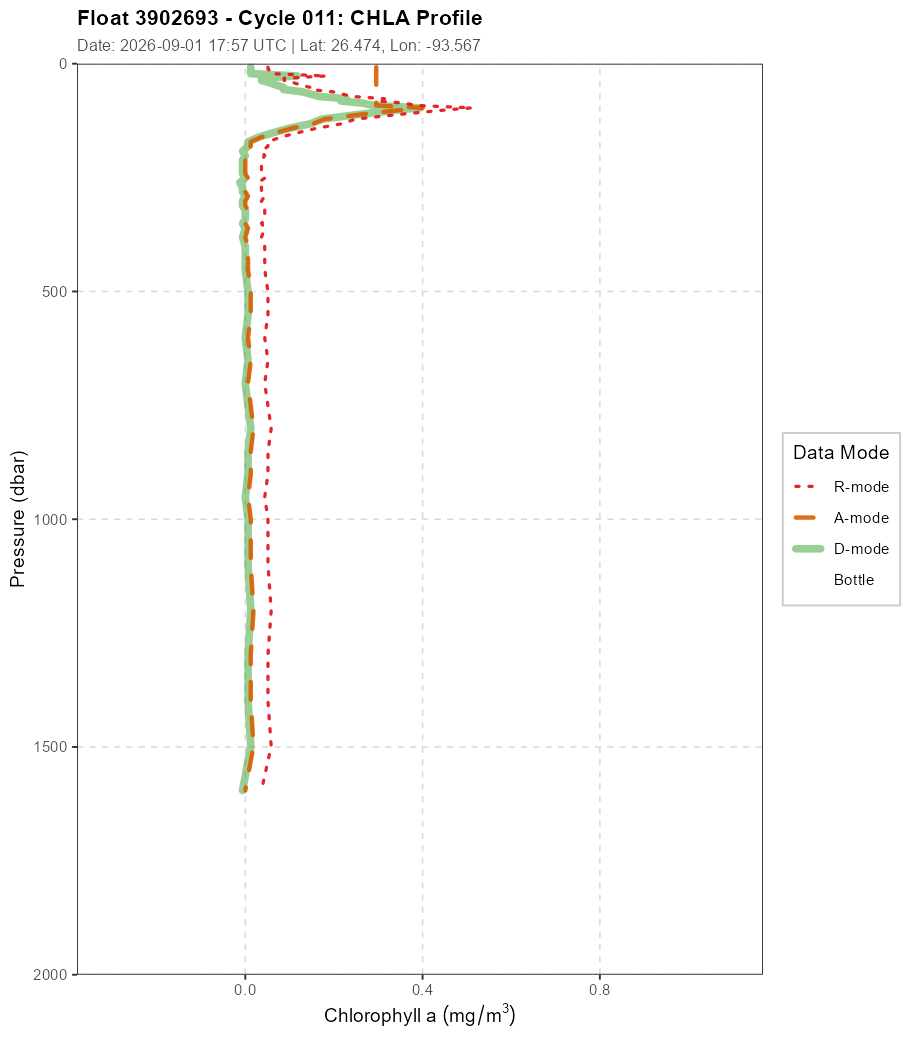 Float 3902693 - Cycle 011: CHLA Profile
Date: 2026-09-01 17:57 UTC | Lat: 26.474, Lon: -93.567
0
500
1000
1500
2000
Pressure (dbar)
0.0 0.4 0.8
Chlorophyll a (mg/m³)
Data Mode
R-mode
A-mode
D-mode
Bottle